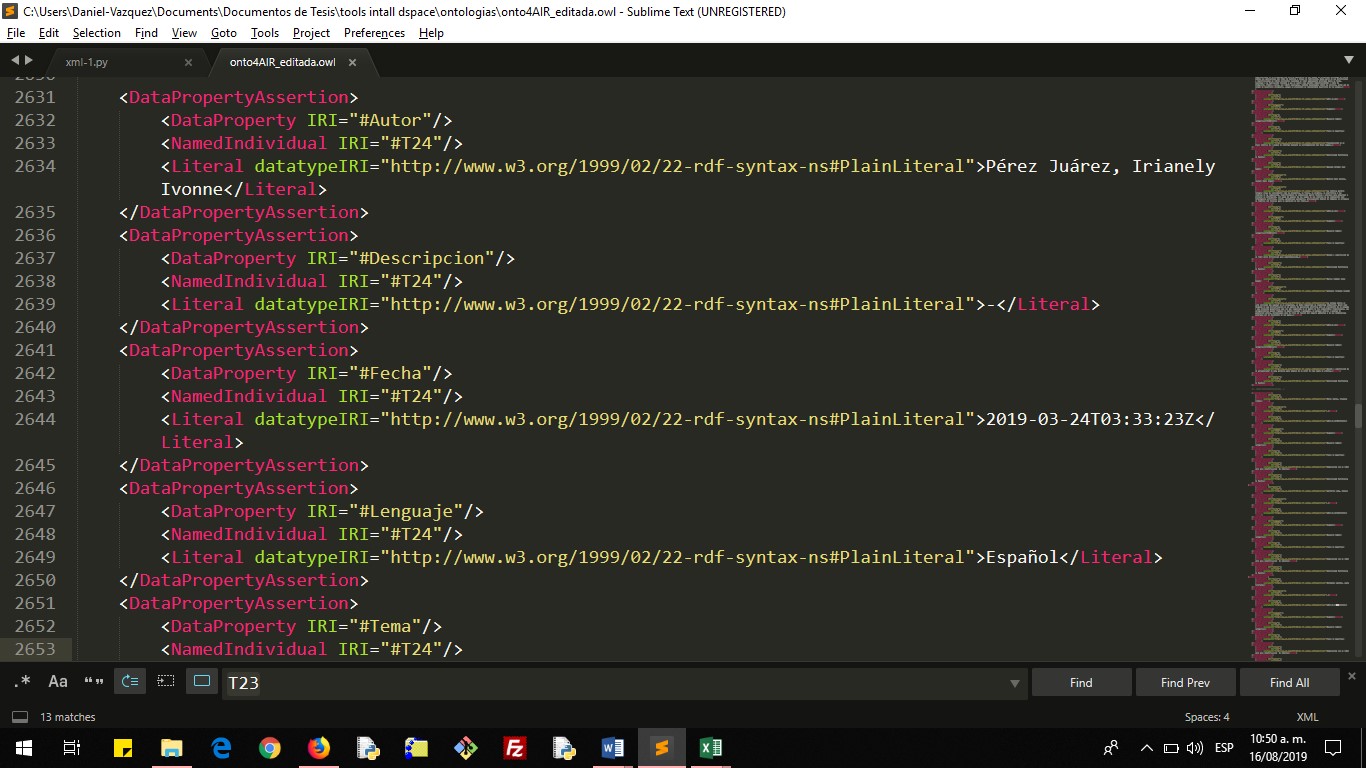 C:\Users\Daniel-Vazquez\Documents\Documentos de Tesis\tools intall dspace\ontologias\onto4AIR_editada.owl - Sublime Text (UNREGISTERED)
File Edit Selection Find View Goto Tools Project Preferences Help
xml-1.py × onto4AIR_editada.owl ×
2630
2631 <DataPropertyAssertion>
2632 <DataProperty IRI="#Autor"/>
2633 <NamedIndividual IRI="#T24"/>
2634 <Literal datatypeIRI="http://www.w3.org/1999/02/22-rdf-syntax-ns#PlainLiteral">Pérez Juárez, Irianely
Ivonne</Literal>
2635 </DataPropertyAssertion>
2636 <DataPropertyAssertion>
2637 <DataProperty IRI="#Descripcion"/>
2638 <NamedIndividual IRI="#T24"/>
2639 <Literal datatypeIRI="http://www.w3.org/1999/02/22-rdf-syntax-ns#PlainLiteral">-</Literal>
2640 </DataPropertyAssertion>
2641 <DataPropertyAssertion>
2642 <DataProperty IRI="#Fecha"/>
2643 <NamedIndividual IRI="#T24"/>
2644 <Literal datatypeIRI="http://www.w3.org/1999/02/22-rdf-syntax-ns#PlainLiteral">2019-03-24T03:33:23Z</
Literal>
2645 </DataPropertyAssertion>
2646 <DataPropertyAssertion>
2647 <DataProperty IRI="#Lenguaje"/>
2648 <NamedIndividual IRI="#T24"/>
2649 <Literal datatypeIRI="http://www.w3.org/1999/02/22-rdf-syntax-ns#PlainLiteral">Español</Literal>
2650 </DataPropertyAssertion>
2651 <DataPropertyAssertion>
2652 <DataProperty IRI="#Tema"/>
2653 <NamedIndividual IRI="#T24"/>
.* Aa “” T23 Find Find Prev Find All ×
13 matches Spaces: 4 XML
ESP 10:50 a. m.
16/08/2019